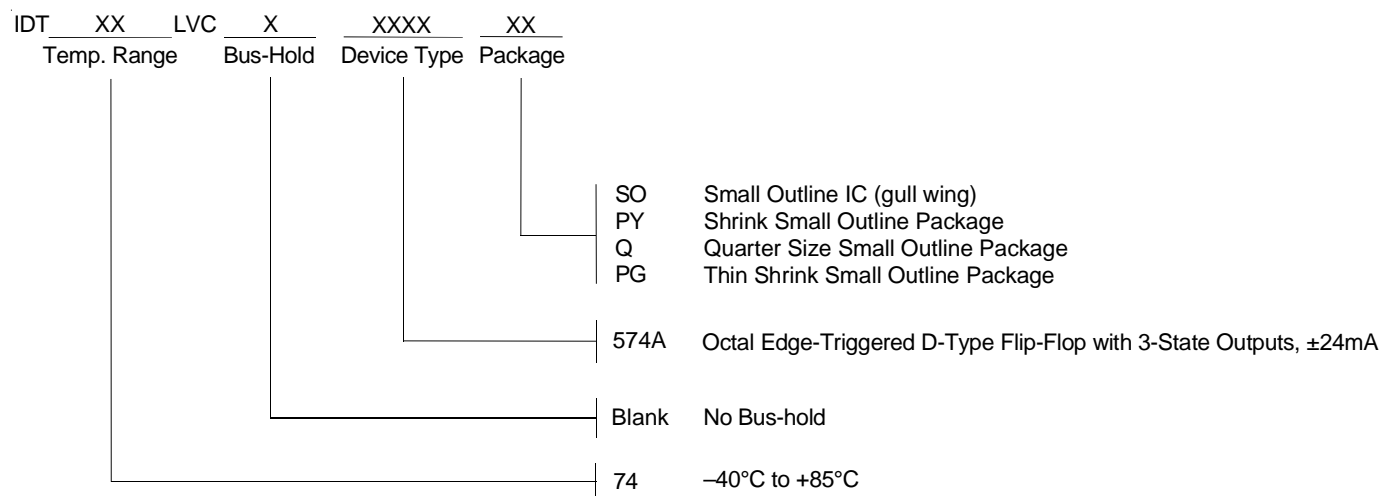 IDT XX LVC X XXXX XX
Temp. Range Bus-Hold Device Type Package
SO Small Outline IC (gull wing)
PY Shrink Small Outline Package
Q Quarter Size Small Outline Package
PG Thin Shrink Small Outline Package
574A Octal Edge-Triggered D-Type Flip-Flop with 3-State Outputs, ±24mA
Blank No Bus-hold
74 –40°C to +85°C